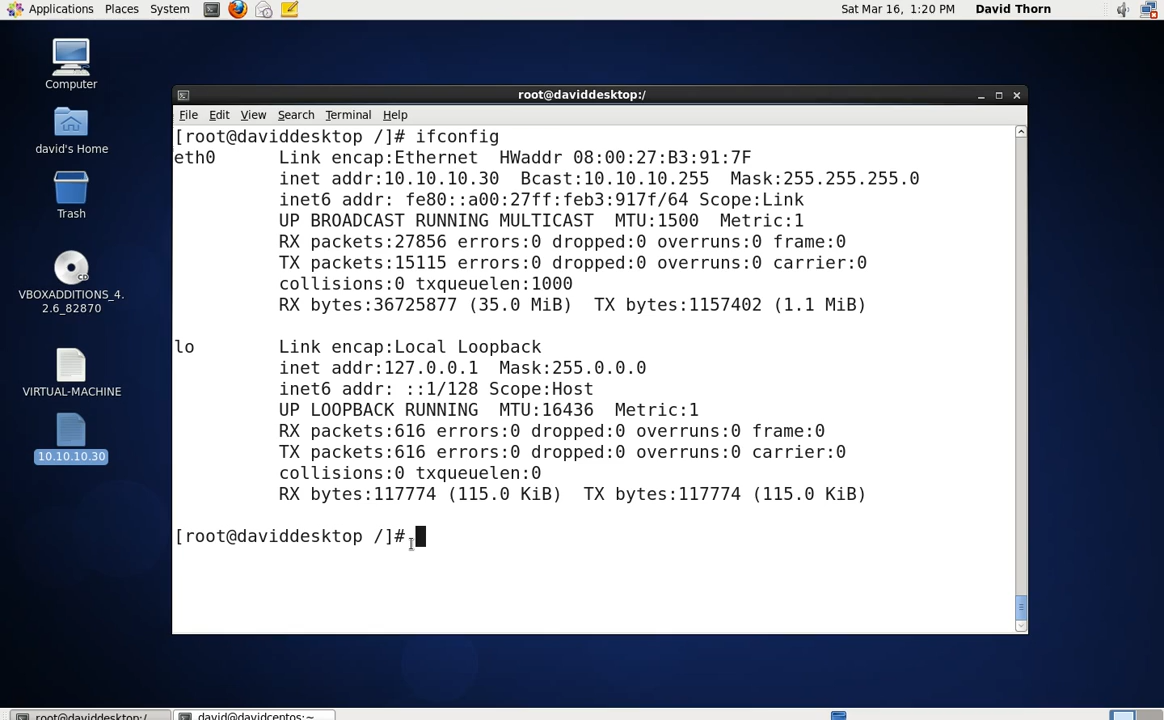 Applications Places System Sat Mar 16, 1:20 PM David Thorn
Computer
david's Home
Trash
VBOXADDITIONS_4.
2.6_82870
VIRTUAL-MACHINE
10.10.10.30
root@daviddesktop:/
File Edit View Search Terminal Help
[root@daviddesktop /]# ifconfig
eth0 Link encap:Ethernet HWaddr 08:00:27:B3:91:7F
inet addr:10.10.10.30 Bcast:10.10.10.255 Mask:255.255.255.0
inet6 addr: fe80::a00:27ff:feb3:917f/64 Scope:Link
UP BROADCAST RUNNING MULTICAST MTU:1500 Metric:1
RX packets:27856 errors:0 dropped:0 overruns:0 frame:0
TX packets:15115 errors:0 dropped:0 overruns:0 carrier:0
collisions:0 txqueuelen:1000
RX bytes:36725877 (35.0 MiB) TX bytes:1157402 (1.1 MiB)
lo Link encap:Local Loopback
inet addr:127.0.0.1 Mask:255.0.0.0
inet6 addr: ::1/128 Scope:Host
UP LOOPBACK RUNNING MTU:16436 Metric:1
RX packets:616 errors:0 dropped:0 overruns:0 frame:0
TX packets:616 errors:0 dropped:0 overruns:0 carrier:0
collisions:0 txqueuelen:0
RX bytes:117774 (115.0 KiB) TX bytes:117774 (115.0 KiB)
[root@daviddesktop /]#
root@daviddesktop:/ david@davidcentos:~